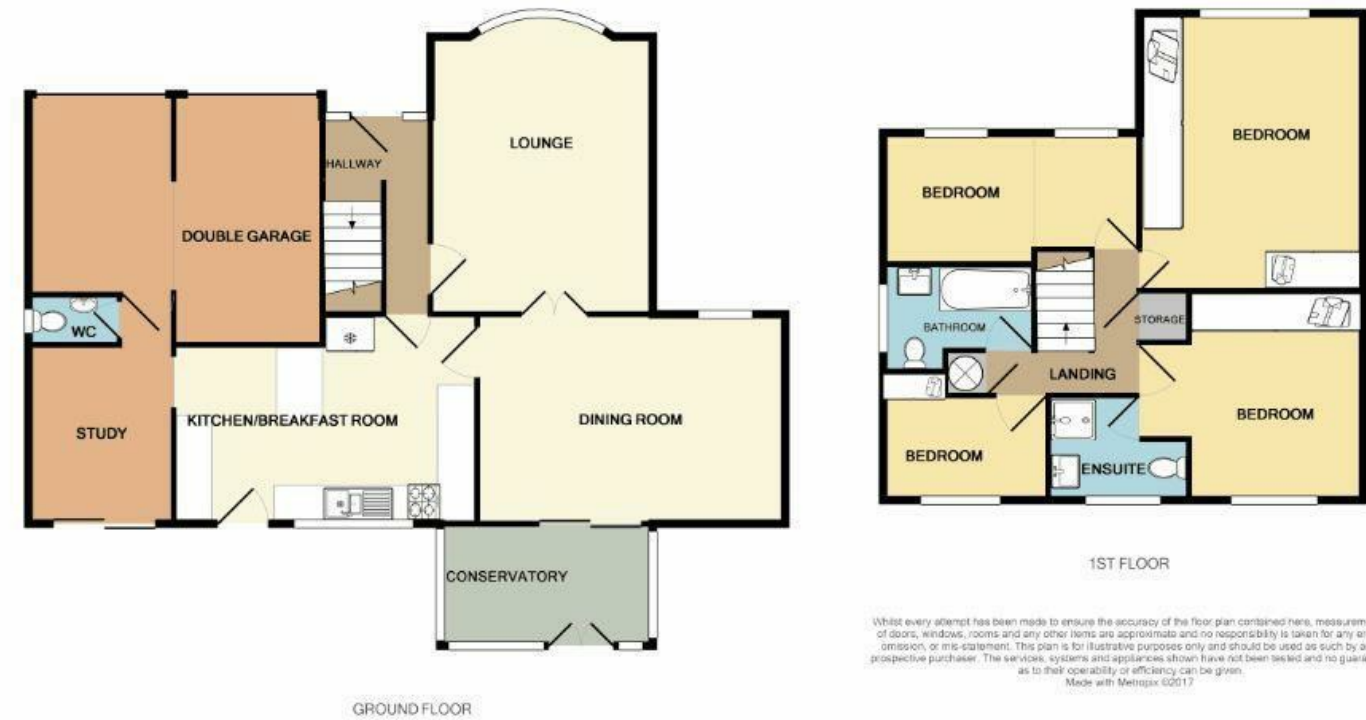 LOUNGE
HALLWAY
DOUBLE GARAGE
WC
STUDY
KITCHEN/BREAKFAST ROOM
DINING ROOM
CONSERVATORY
GROUND FLOOR
BEDROOM
BEDROOM
BATHROOM
STORAGE
LANDING
BEDROOM
BEDROOM
ENSUITE
1ST FLOOR
Whilst every attempt has been made to ensure the accuracy of the floor plan contained here, measurem
of doors, windows, rooms and any other items are approximate and no responsibility is taken for any er
omission, or mis-statement. This plan is for illustrative purposes only and should be used as such by a
prospective purchaser. The services, systems and appliances shown have not been tested and no guara
as to their operability or efficiency can be given
Made with Metropix ©2017